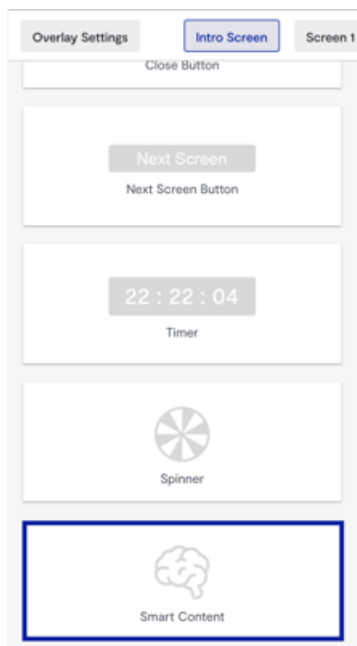 Overlay Settings
Intro Screen
Screen 1
Close Button
Next Screen
Next Screen Button
22 : 22 : 04
Timer
Spinner
Smart Content